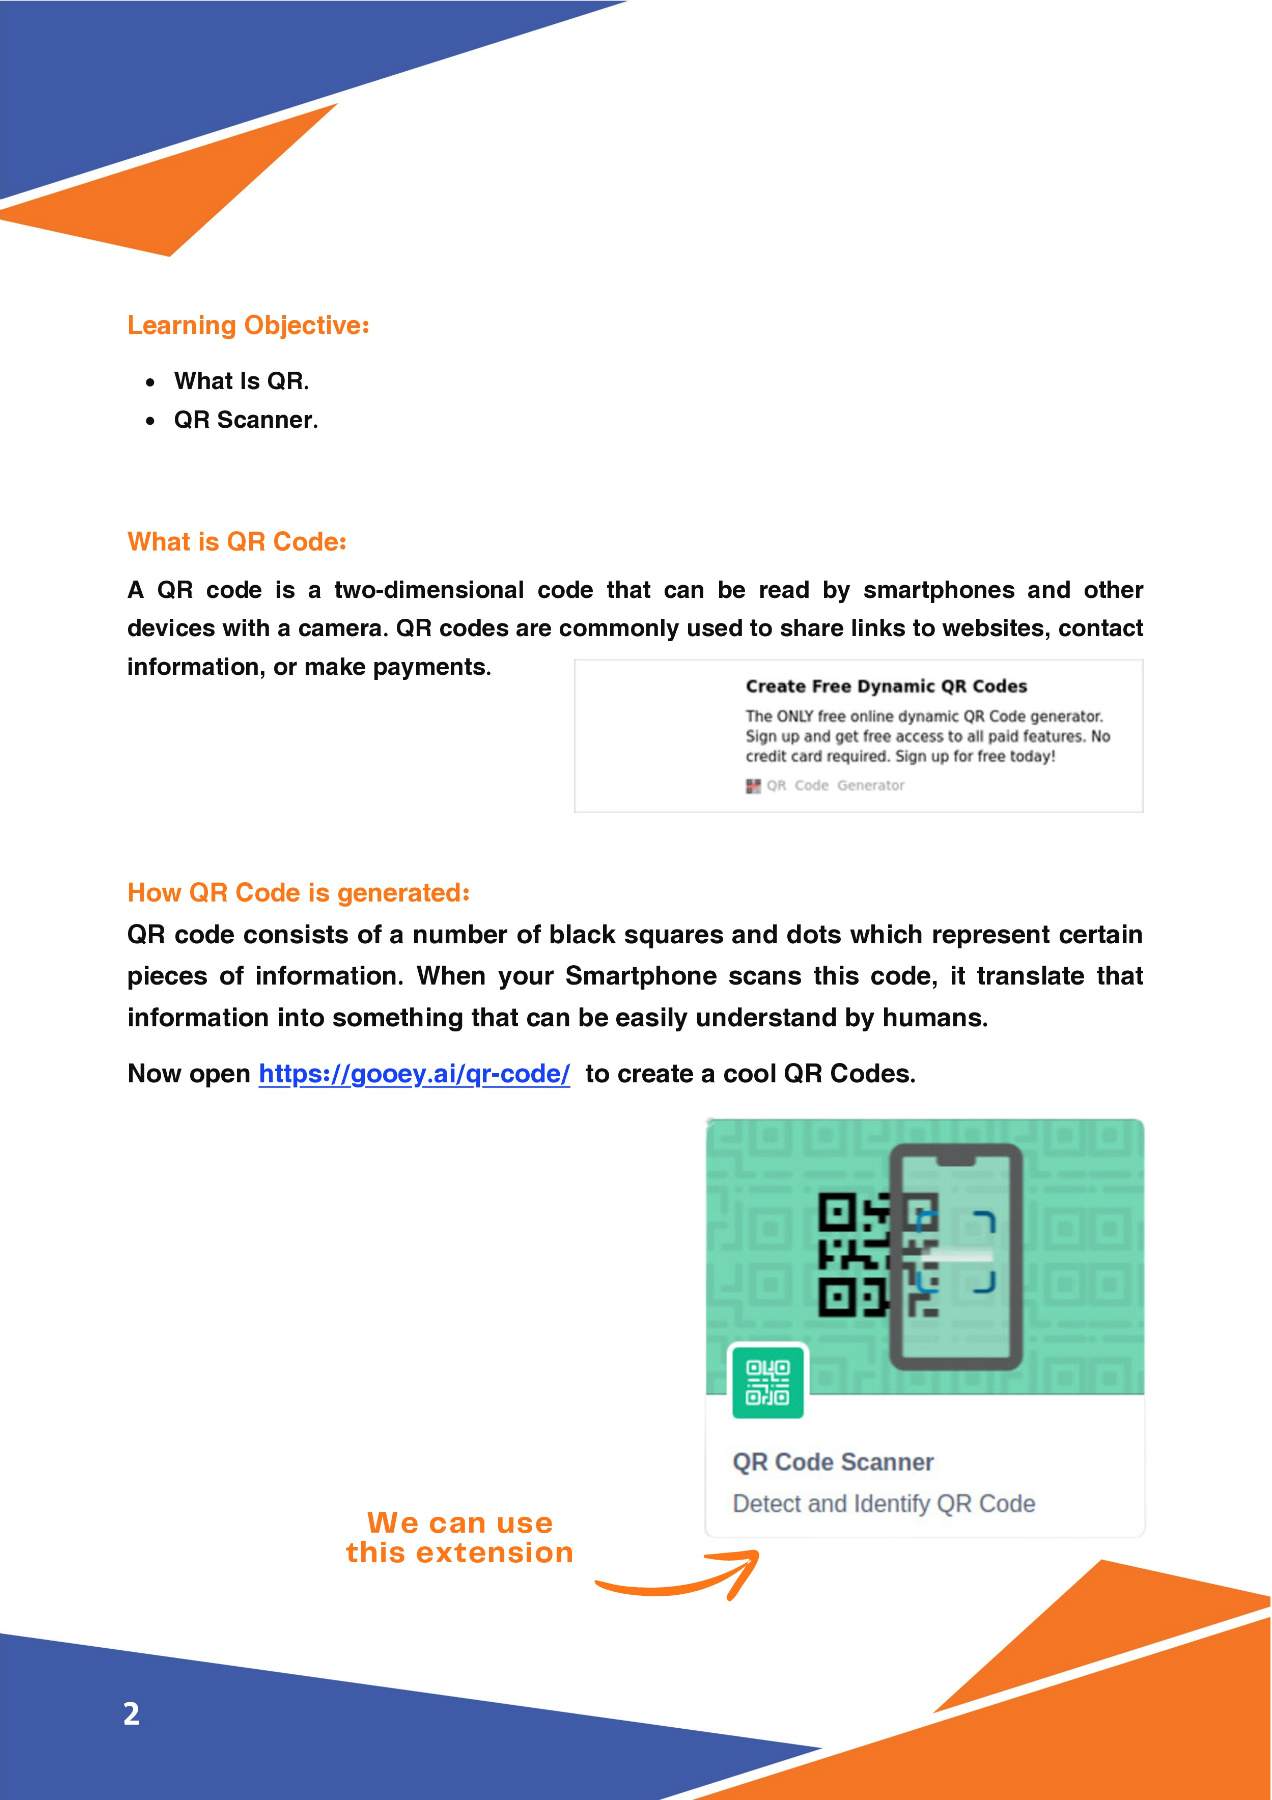 Learning Objective:
• What Is QR.
• QR Scanner.
What is QR Code:
A QR code is a two-dimensional code that can be read by smartphones and other
devices with a camera. QR codes are commonly used to share links to websites, contact
information, or make payments.
Create Free Dynamic QR Codes
The ONLY free online dynamic QR Code generator.
Sign up and get free access to all paid features. No
credit card required. Sign up for free today!
QR Code Generator
How QR Code is generated:
QR code consists of a number of black squares and dots which represent certain
pieces of information. When your Smartphone scans this code, it translate that
information into something that can be easily understand by humans.
Now open https://gooey.ai/qr-code/ to create a cool QR Codes.
QR Code Scanner
Detect and Identify QR Code
We can use
this extension
2